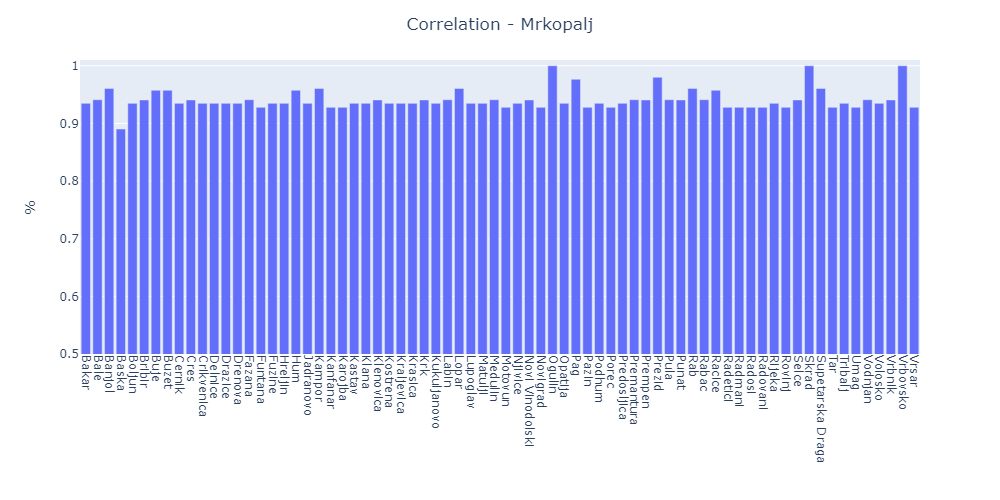 Correlation - Mrkopalj
%
1
0.9
0.8
0.7
0.6
0.5
Bakar
Bale
Banjol
Baska
Boljun
Bribir
Buje
Buzet
Cernik
Cres
Crikvenica
Delnice
Drazice
Drenova
Fazana
Funtana
Fuzine
Hreljin
Hum
Jadranovo
Kampor
Kanfanar
Karojba
Kastav
Klana
Klenovica
Kostrena
Kraljevica
Krasica
Krk
Kukuljanovo
Labin
Lopar
Lupoglav
Matulji
Medulin
Motovun
Njivice
Novi Vinodolski
Novigrad
Ogulin
Opatija
Pag
Pazin
Podhum
Porec
Predosljica
Premantura
Prempen
Prezid
Pula
Punat
Rab
Rabac
Racice
Radetici
Radmani
Radosi
Radovani
Rijeka
Rovinj
Selce
Skrad
Supetarska Draga
Tar
Tribalj
Umag
Vodnjan
Volosko
Vrbnik
Vrbovsko
Vrsar